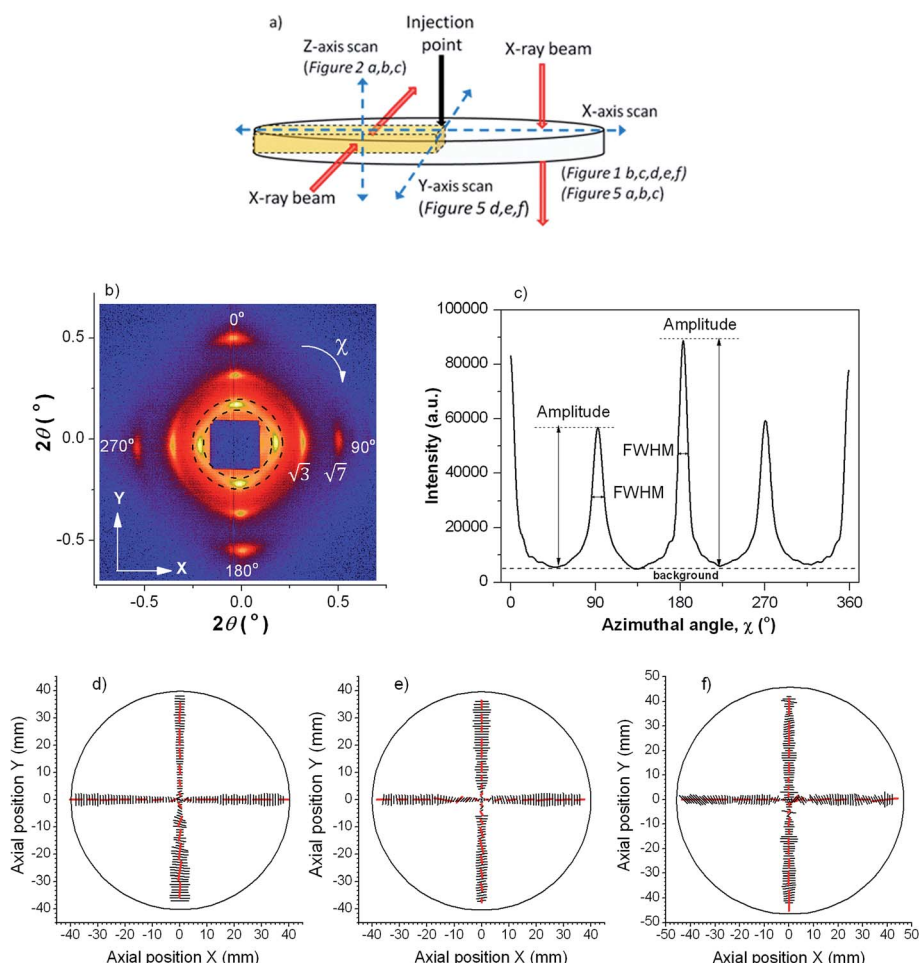 a)
Injection
point
Z-axis scan
(Figure 2 a,b,c)
X-ray beam
X-axis scan
X-ray beam
Y-axis scan
(Figure 5 d,e,f)
(Figure 1 b,c,d,e,f)
(Figure 5 a,b,c)
b)
0.5
0.0
-0.5
2θ (°)
0°
χ
270°
90°
√3
√7
Y
X
180°
-0.5
0.0
0.5
2θ (°)
c)
100000
80000
60000
40000
20000
0
Intensity (a.u.)
Amplitude
Amplitude
FWHM
FWHM
background
0
90
180
270
360
Azimuthal angle, χ (°)
d)
40
30
20
10
0
-10
-20
-30
-40
Axial position Y (mm)
-40 -30 -20 -10 0 10 20 30 40
Axial position X (mm)
e)
40
30
20
10
0
-10
-20
-30
-40
Axial position Y (mm)
-40 -30 -20 -10 0 10 20 30 40
Axial position X (mm)
f)
50
40
30
20
10
0
-10
-20
-30
-40
-50
Axial position Y (mm)
-50 -40 -30 -20 -10 0 10 20 30 40 50
Axial position X (mm)